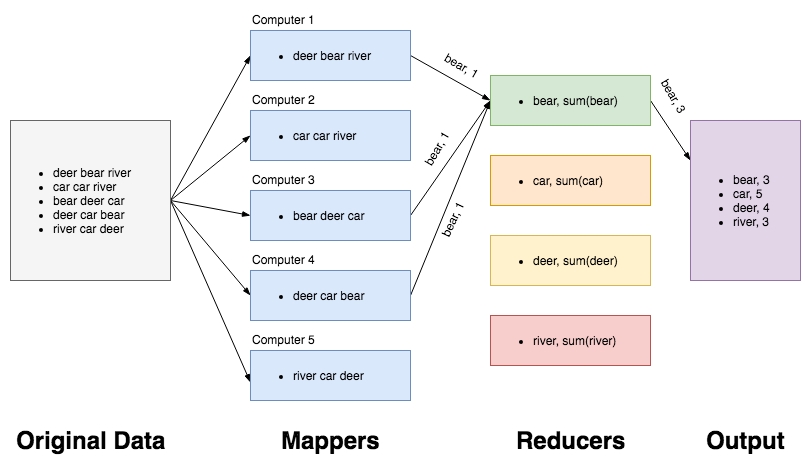 Computer 1
• deer bear river
Computer 2
• car car river
Computer 3
• bear deer car
Computer 4
• deer car bear
Computer 5
• river car deer
• deer bear river
• car car river
• bear deer car
• deer car bear
• river car deer
bear, 1
bear, 1
bear, 1
• bear, sum(bear)
• car, sum(car)
• deer, sum(deer)
• river, sum(river)
bear, 3
• bear, 3
• car, 5
• deer, 4
• river, 3
Original Data
Mappers
Reducers
Output